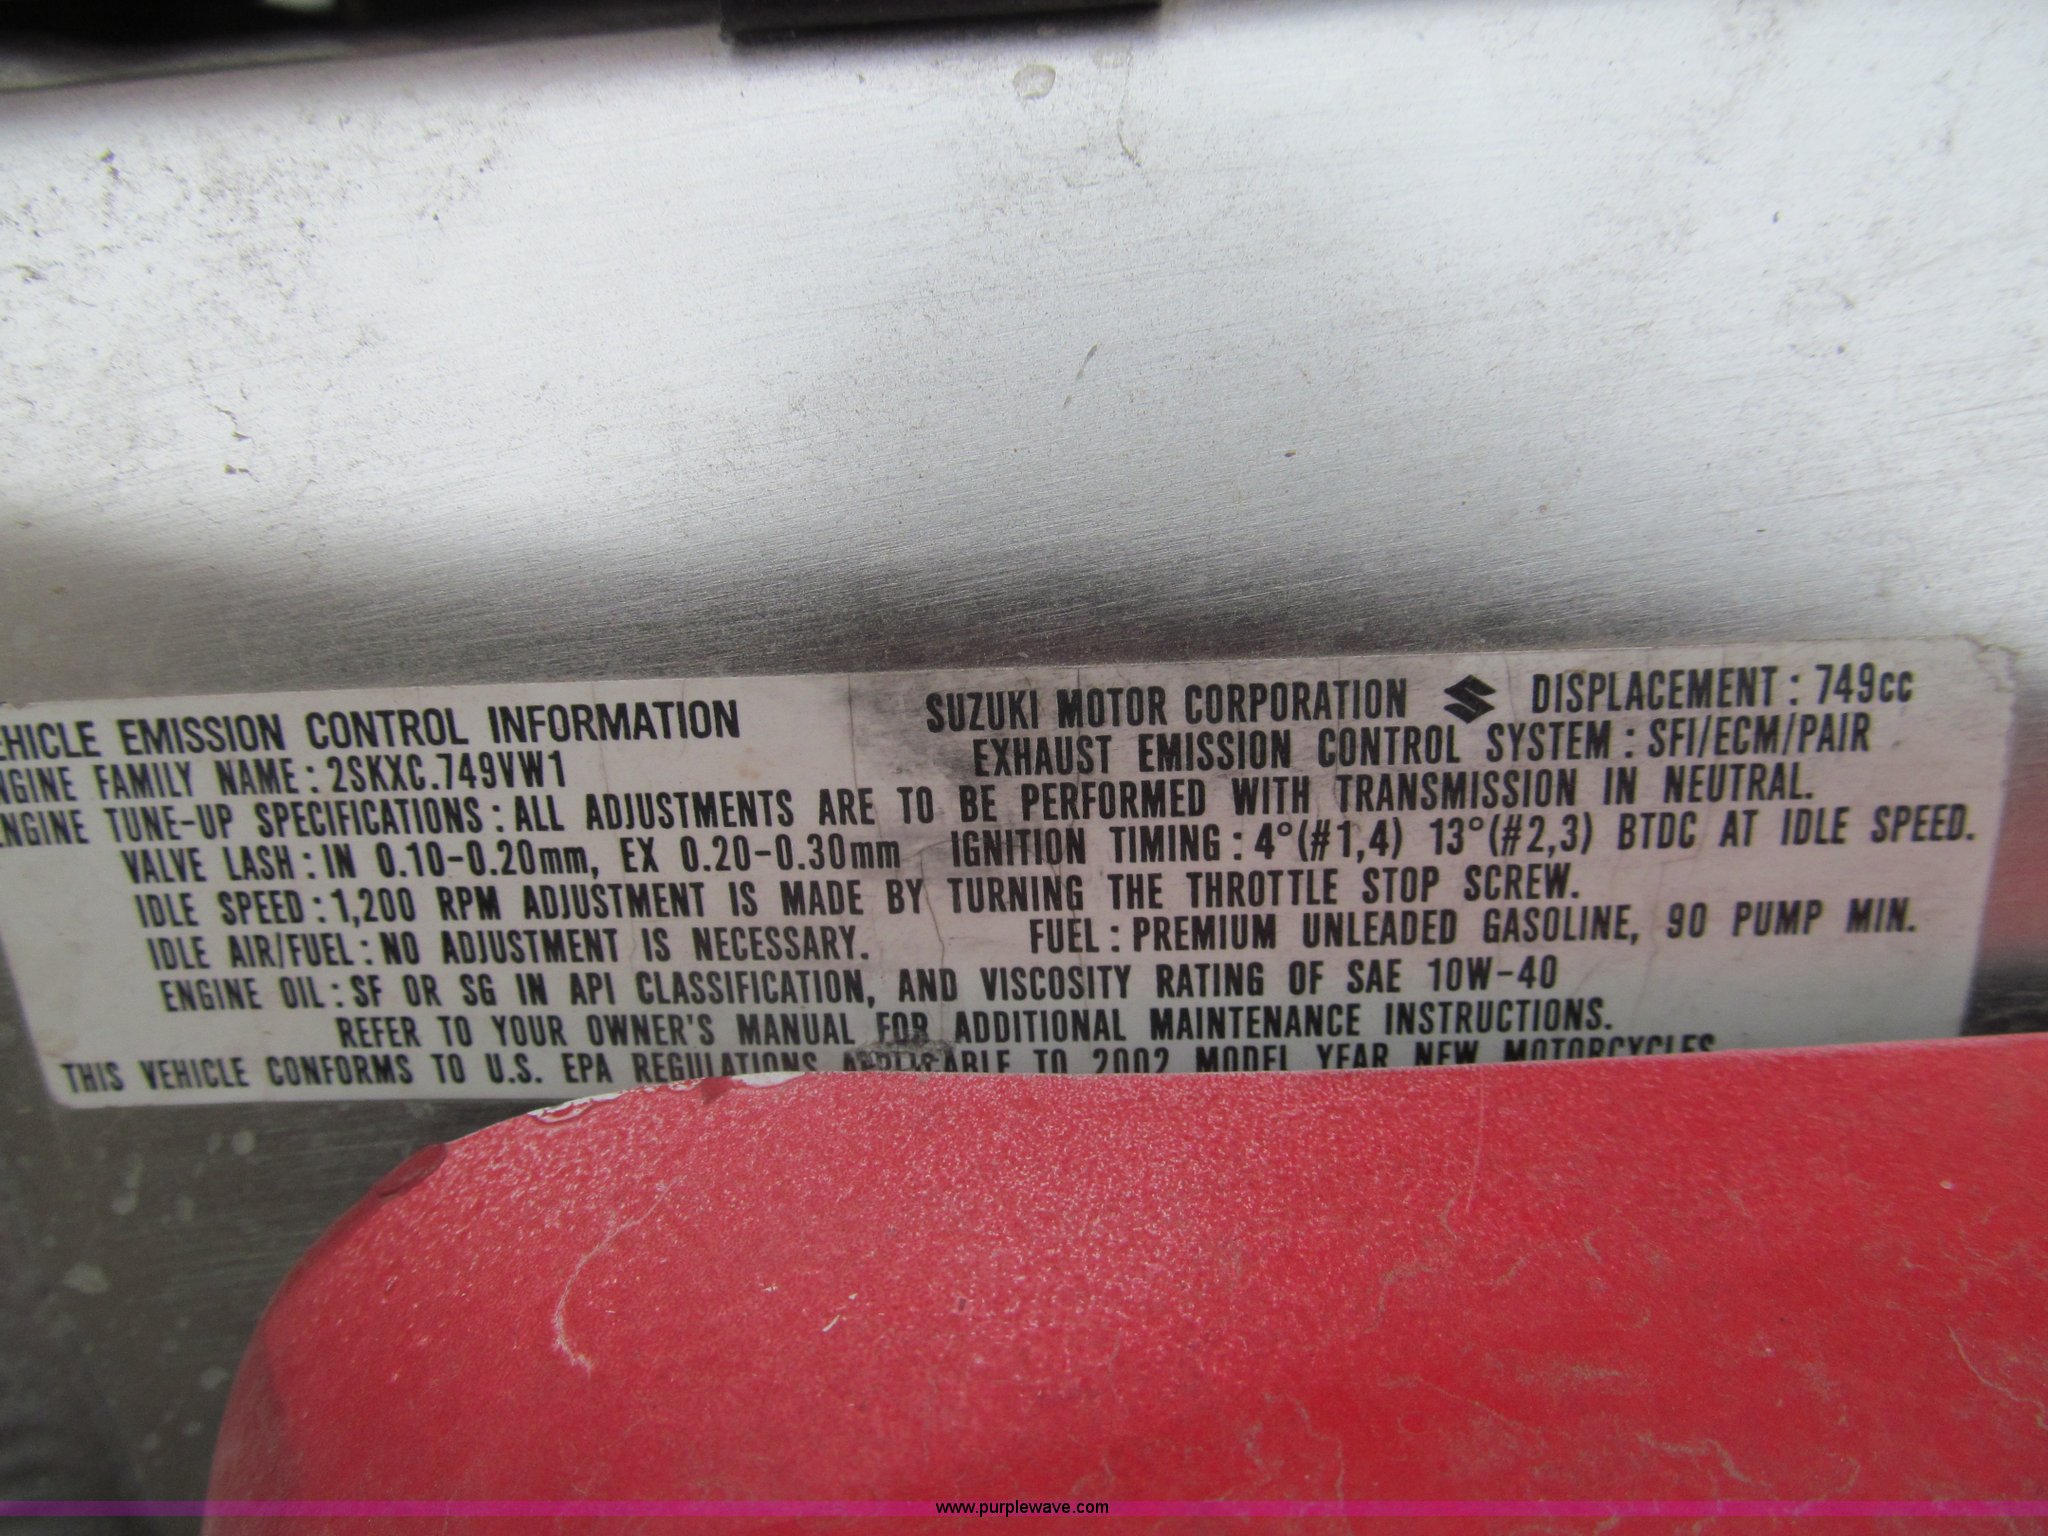 EHICLE EMISSION CONTROL INFORMATION SUZUKI MOTOR CORPORATION DISPLACEMENT : 749cc
NGINE FAMILY NAME : 2SKXC.749VW1 EXHAUST EMISSION CONTROL SYSTEM : SFI/ECM/PAIR
ENGINE TUNE-UP SPECIFICATIONS : ALL ADJUSTMENTS ARE TO BE PERFORMED WITH TRANSMISSION IN NEUTRAL.
VALVE LASH : IN 0.10-0.20mm, EX 0.20-0.30mm IGNITION TIMING : 4°(#1,4) 13°(#2,3) BTDC AT IDLE SPEED.
IDLE SPEED : 1,200 RPM ADJUSTMENT IS MADE BY TURNING THE THROTTLE STOP SCREW.
IDLE AIR/FUEL : NO ADJUSTMENT IS NECESSARY. FUEL : PREMIUM UNLEADED GASOLINE, 90 PUMP MIN.
ENGINE OIL : SF OR SG IN API CLASSIFICATION, AND VISCOSITY RATING OF SAE 10W-40
REFER TO YOUR OWNER'S MANUAL FOR ADDITIONAL MAINTENANCE INSTRUCTIONS.
THIS VEHICLE CONFORMS TO U.S. EPA REGULATIONS APPLICABLE TO 2002 MODEL YEAR NEW MOTORCYCLES
www.purplewave.com